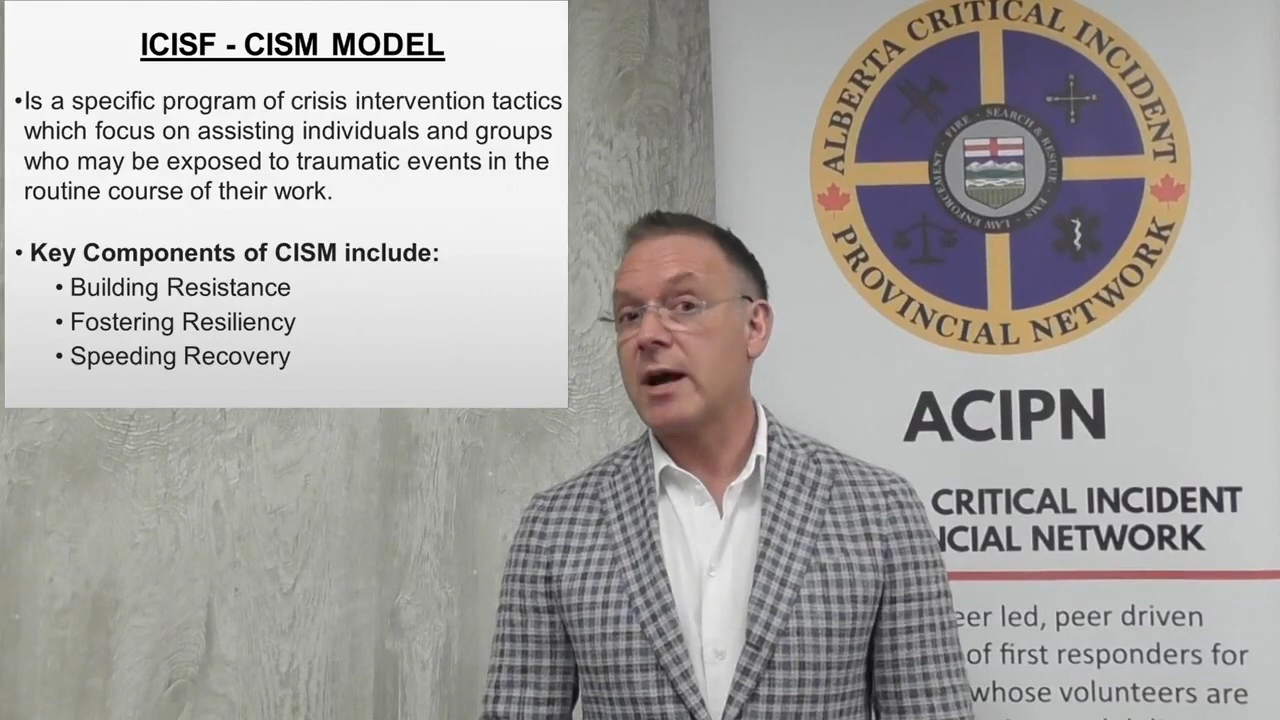 ICISF - CISM MODEL
•Is a specific program of crisis intervention tactics
which focus on assisting individuals and groups
who may be exposed to traumatic events in the
routine course of their work.
• Key Components of CISM include:
• Building Resistance
• Fostering Resiliency
• Speeding Recovery
ALBERTA CRITICAL INCIDENT
PROVINCIAL NETWORK
FIRE • SEARCH & RESCUE • EMS • LAW ENFORCEMENT •
ACIPN
CRITICAL INCIDENT
NCIAL NETWORK
eer led, peer driven
of first responders for
whose volunteers are